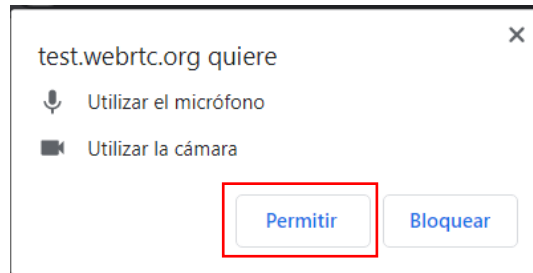 test.webrtc.org quiere
Utilizar el micrófono
Utilizar la cámara
Permitir
Bloquear